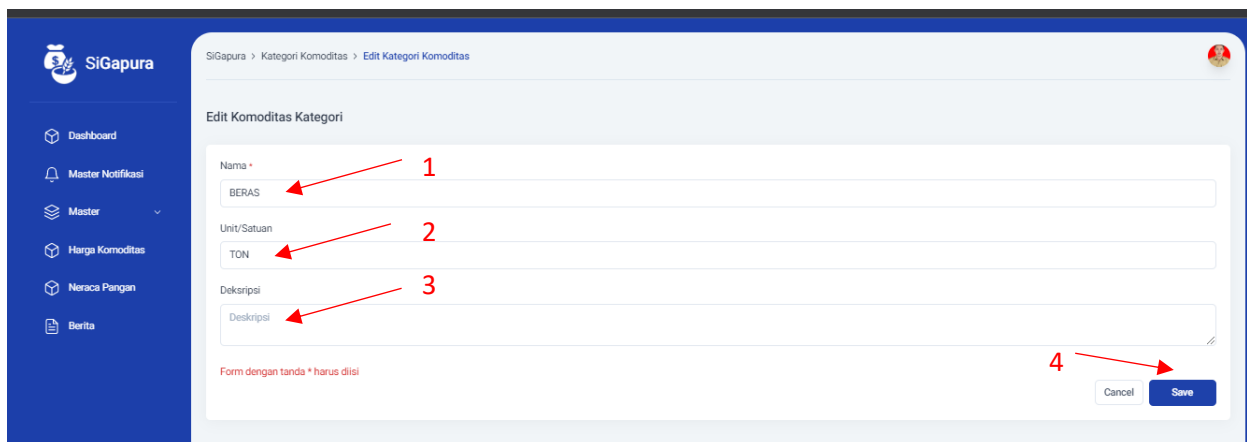 SiGapura
Dashboard
Master Notifikasi
Master
Harga Komoditas
Neraca Pangan
Berita
SiGapura > Kategori Komoditas > Edit Kategori Komoditas
Edit Komoditas Kategori
Nama *
1
BERAS
Unit/Satuan
2
TON
Deksripsi
3
Deskripsi
Form dengan tanda * harus diisi
4
Cancel
Save